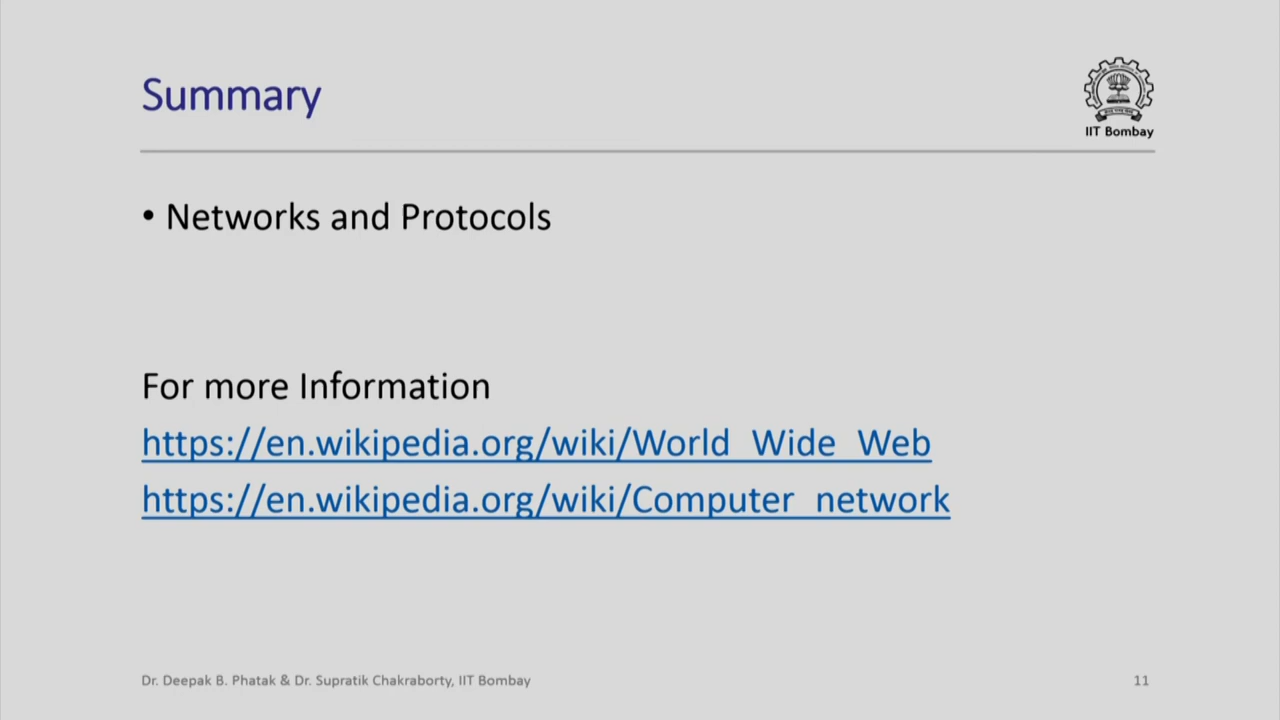 Summary
IIT Bombay
• Networks and Protocols
For more Information
https://en.wikipedia.org/wiki/World_Wide_Web
https://en.wikipedia.org/wiki/Computer_network
Dr. Deepak B. Phatak & Dr. Supratik Chakraborty, IIT Bombay
11